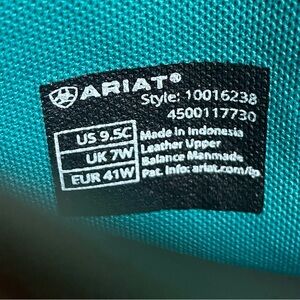 ARIAT®
Style: 10016238
4500117730
US 9.5C
UK 7W
EUR 41W
Made in Indonesia
Leather Upper
Balance Manmade
Pat. Info: ariat.com/ip